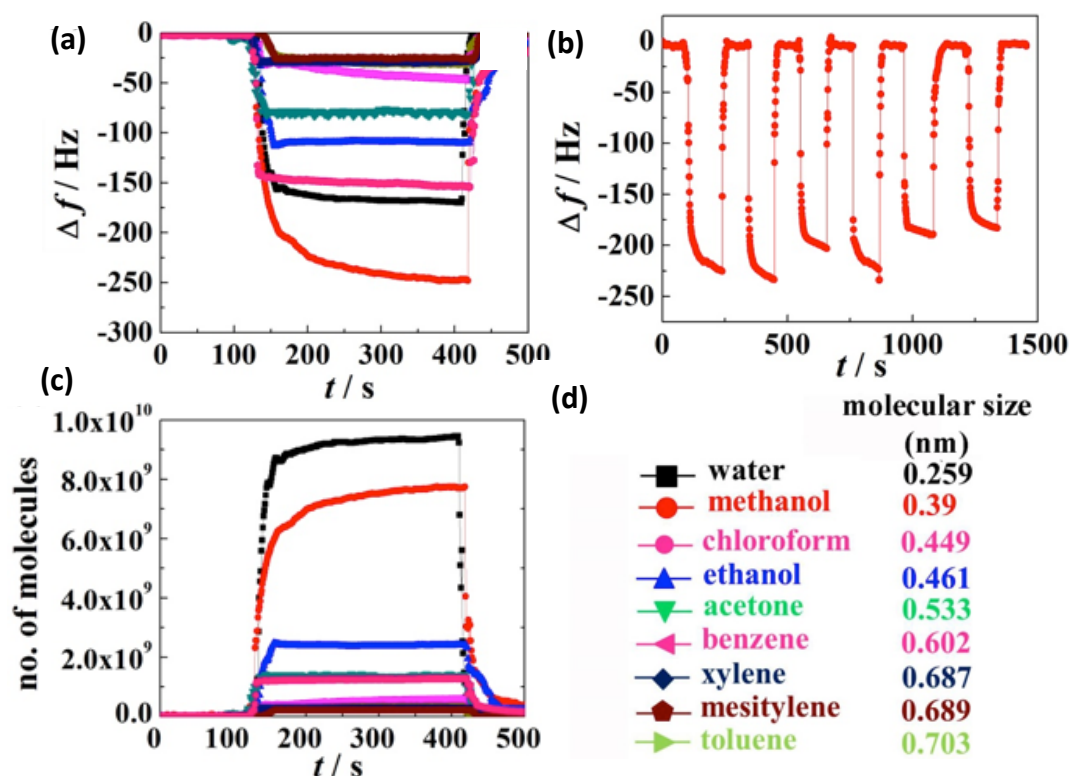 (a)
0
-50
-100
-150
-200
-250
-300
Δf / Hz
0 100 200 300 400 500
t / s
(b)
0
-50
-100
-150
-200
-250
Δf / Hz
0 500 1000 1500
t / s
(c)
1.0x10¹⁰
8.0x10⁹
6.0x10⁹
4.0x10⁹
2.0x10⁹
0.0
no. of molecules
0 100 200 300 400 500
t / s
(d)
molecular size
(nm)
water 0.259
methanol 0.39
chloroform 0.449
ethanol 0.461
acetone 0.533
benzene 0.602
xylene 0.687
mesitylene 0.689
toluene 0.703